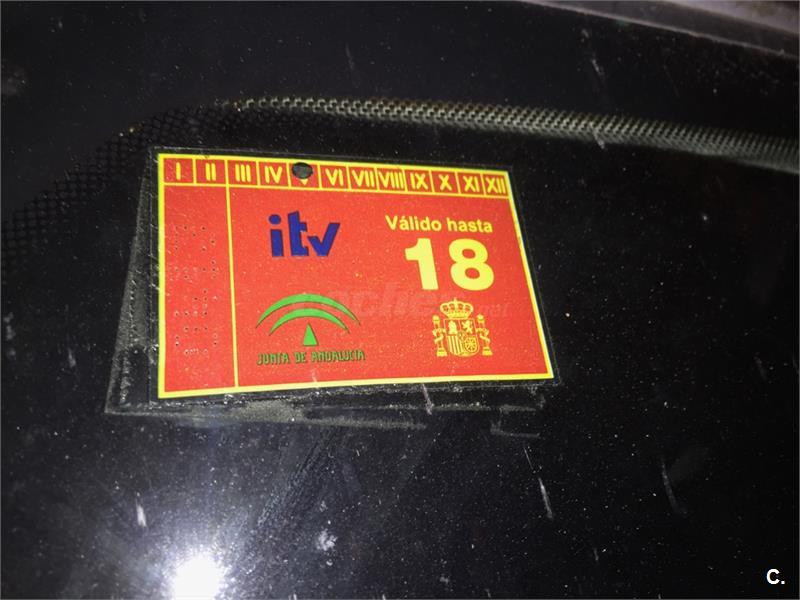 I II III IV V VI VII VIII IX X XI XII
itv
Válido hasta
18
JUNTA DE ANDALUCIA
C.